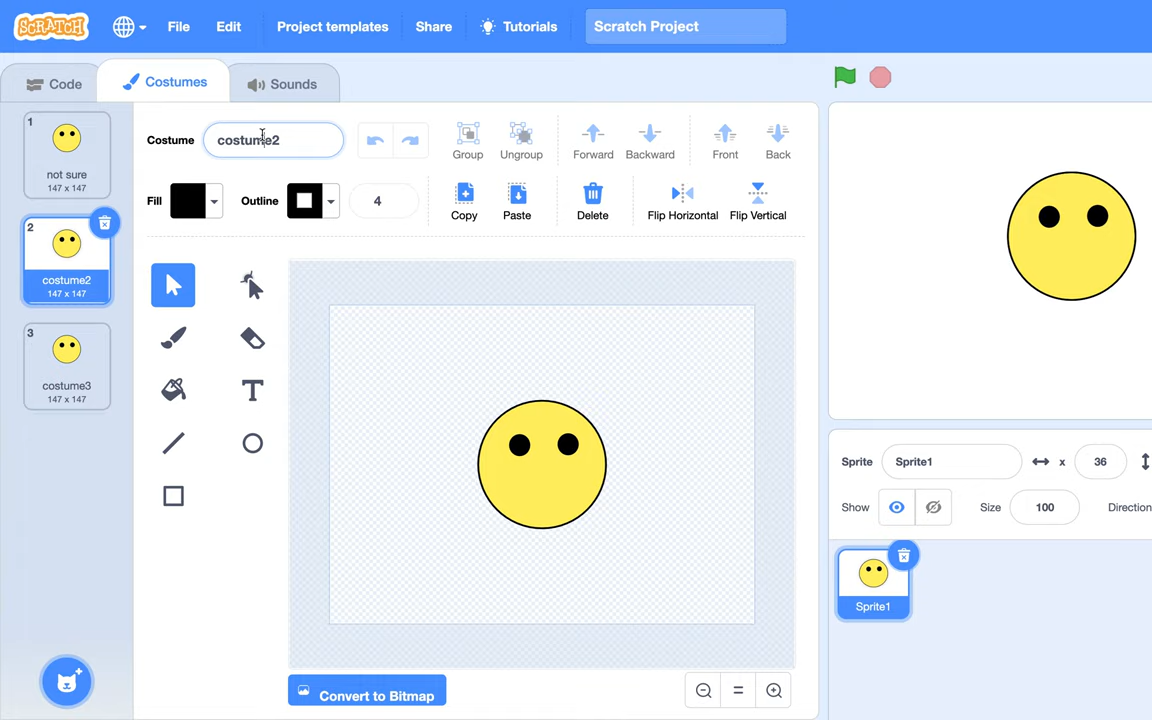 SCRATCH File Edit Project templates Share Tutorials Scratch Project
Code Costumes Sounds
1
not sure
147 x 147
2
costume2
147 x 147
3
costume3
147 x 147
Costume costume2
Group Ungroup Forward Backward Front Back
Fill Outline 4
Copy Paste Delete Flip Horizontal Flip Vertical
Convert to Bitmap
Sprite Sprite1 x 36
Show Size 100 Direction
Sprite1